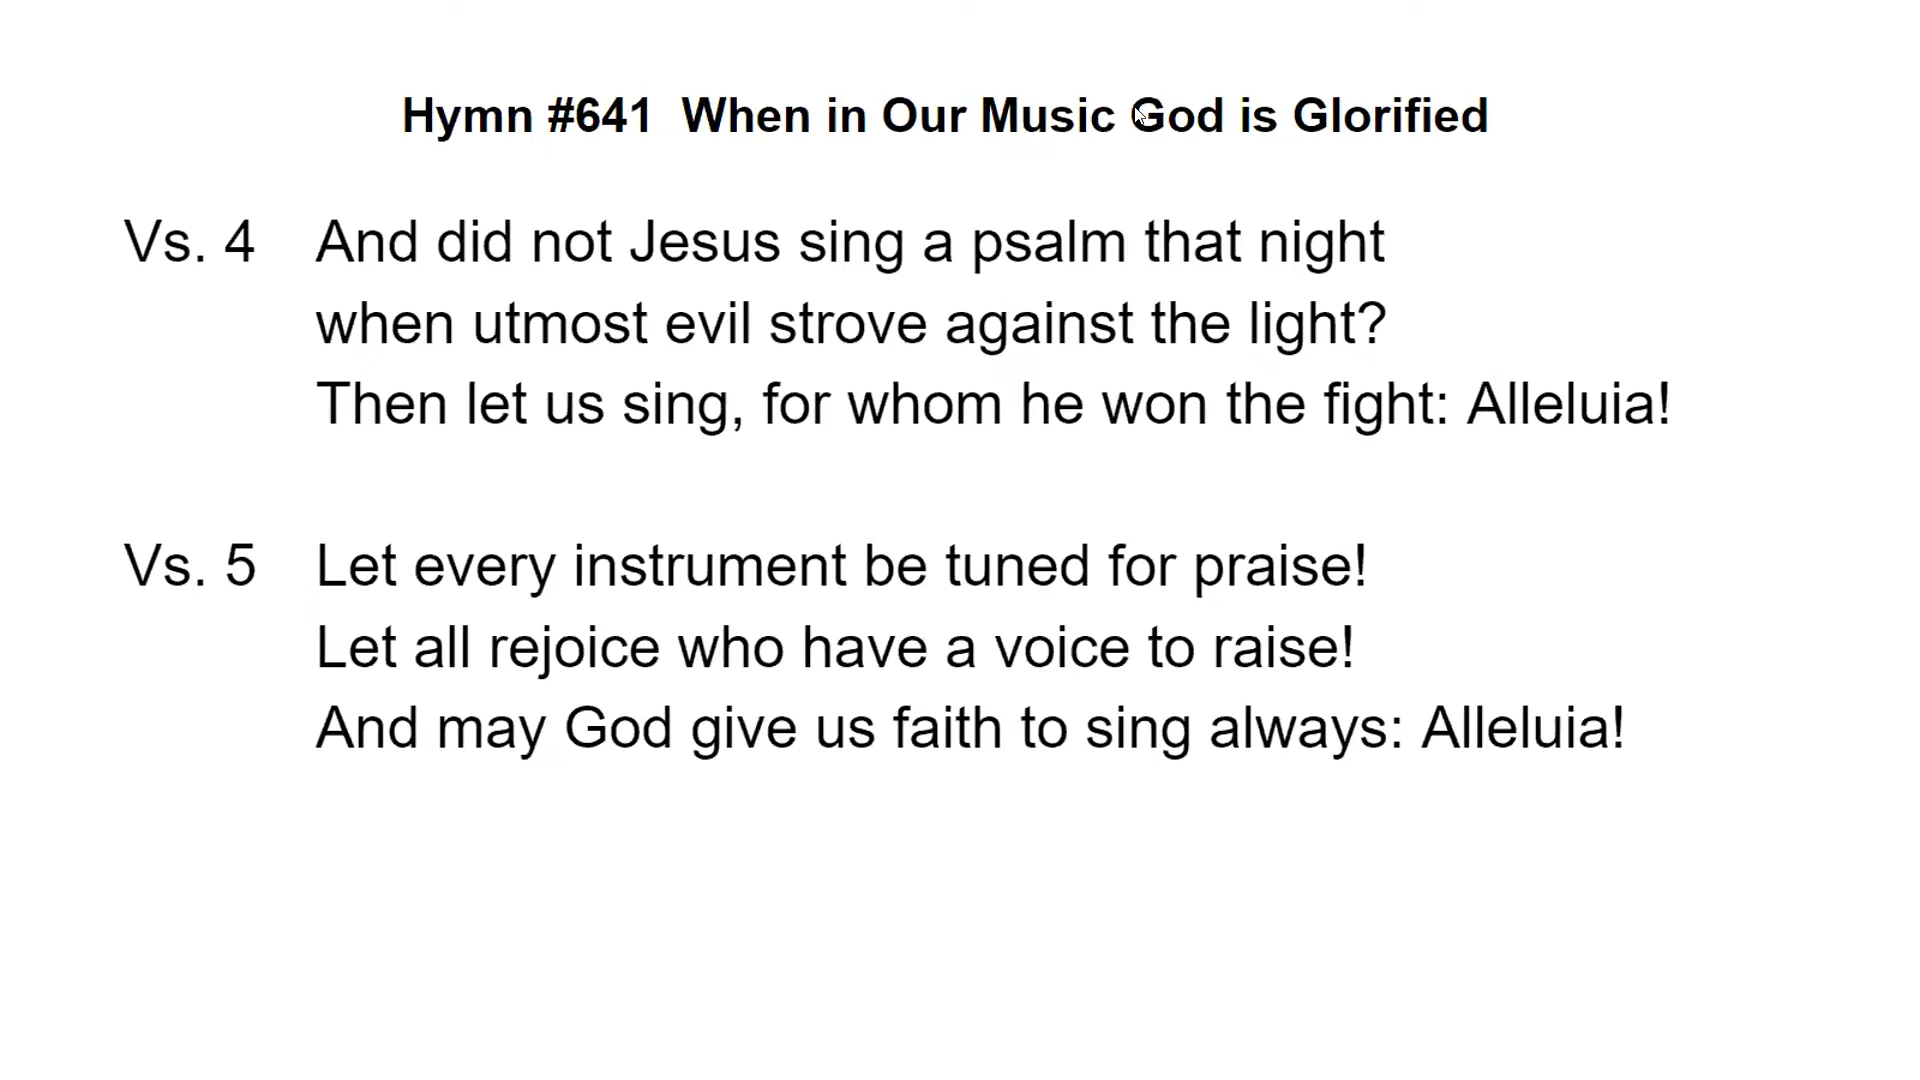 Hymn #641  When in Our Music God is Glorified
Vs. 4 And did not Jesus sing a psalm that night
when utmost evil strove against the light?
Then let us sing, for whom he won the fight: Alleluia!
Vs. 5 Let every instrument be tuned for praise!
Let all rejoice who have a voice to raise!
And may God give us faith to sing always: Alleluia!